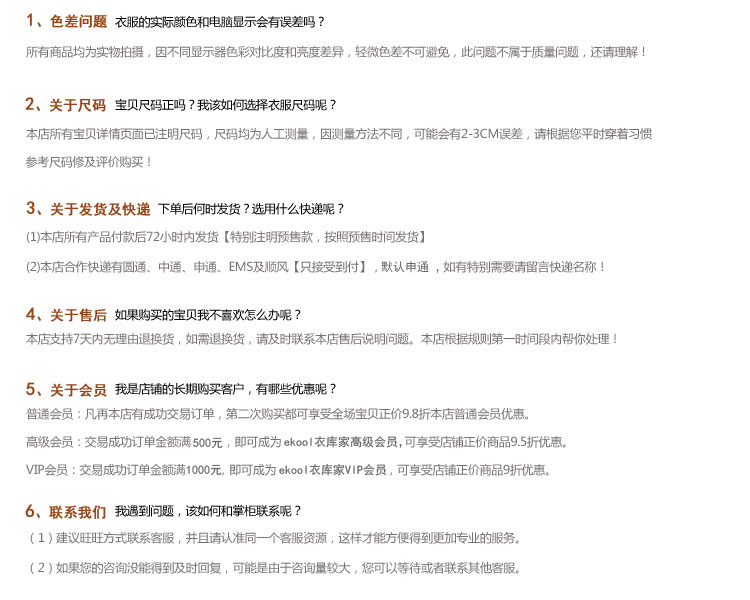 1、色差问题 衣服的实际颜色和电脑显示会有误差吗？
所有商品均为实物拍摄，因不同显示器色彩对比度和亮度差异，轻微色差不可避免，此问题不属于质量问题，还请理解！
2、关于尺码 宝贝尺码正吗？我该如何选择衣服尺码呢？
本店所有宝贝详情页面已注明尺码，尺码均为人工测量，因测量方法不同，可能会有2-3CM误差，请根据您平时穿着习惯
参考尺码修及评价购买！
3、关于发货及快递 下单后何时发货？选用什么快递呢？
(1)本店所有产品付款后72小时内发货【特别注明预售款，按照预售时间发货】
(2)本店合作快递有圆通、中通、申通、EMS及顺风【只接受到付】，默认申通，如有特别需要请留言快递名称！
4、关于售后 如果购买的宝贝我不喜欢怎么办呢？
本店支持7天内无理由退换货，如需退换货，请及时联系本店售后说明问题。本店根据规则第一时间段内帮你处理！
5、关于会员 我是店铺的长期购买客户，有哪些优惠呢？
普通会员：凡再本店有成功交易订单，第二次购买都可享受全场宝贝正价9.8折本店普通会员优惠。
高级会员：交易成功订单金额满500元，即可成为ekool衣库家高级会员,可享受店铺正价商品9.5折优惠。
VIP会员：交易成功订单金额满1000元，即可成为ekool衣库家VIP会员，可享受店铺正价商品9折优惠。
6、联系我们 我遇到问题，该如何和掌柜联系呢？
（1）建议旺旺方式联系客服，并且请认准同一个客服资源，这样才能方便得到更加专业的服务。
（2）如果您的咨询没能得到及时回复，可能是由于咨询量较大，您可以等待或者联系其他客服。